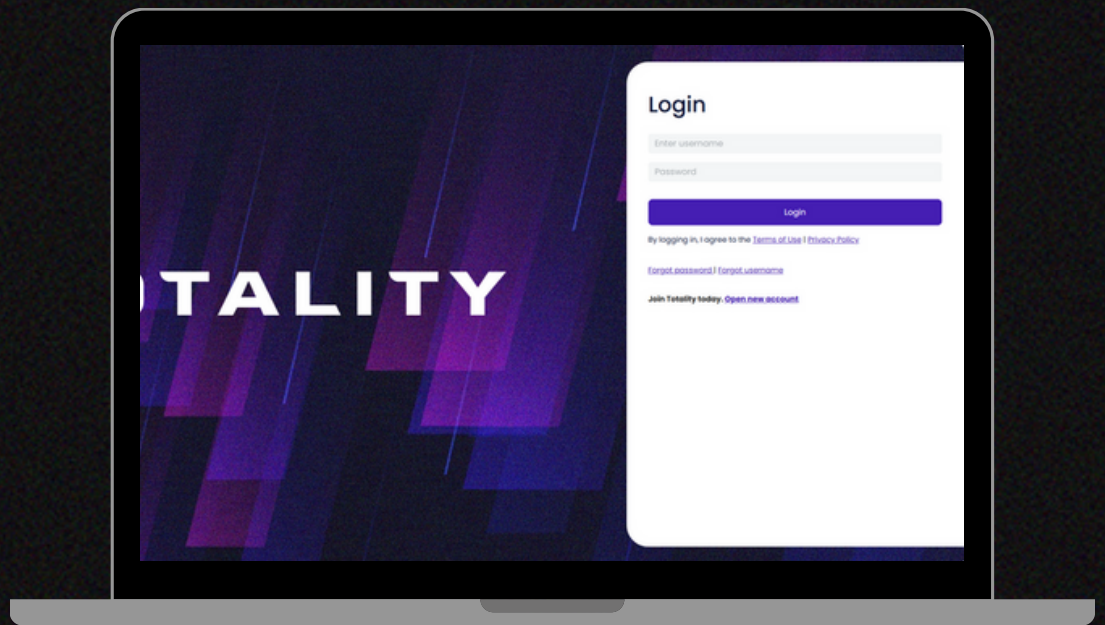 Login
Enter username
Password
OTALITY
Login
By logging in, I agree to the Terms of Use | Privacy Policy
Forgot password | Forgot username
Join Totality today. Open new account